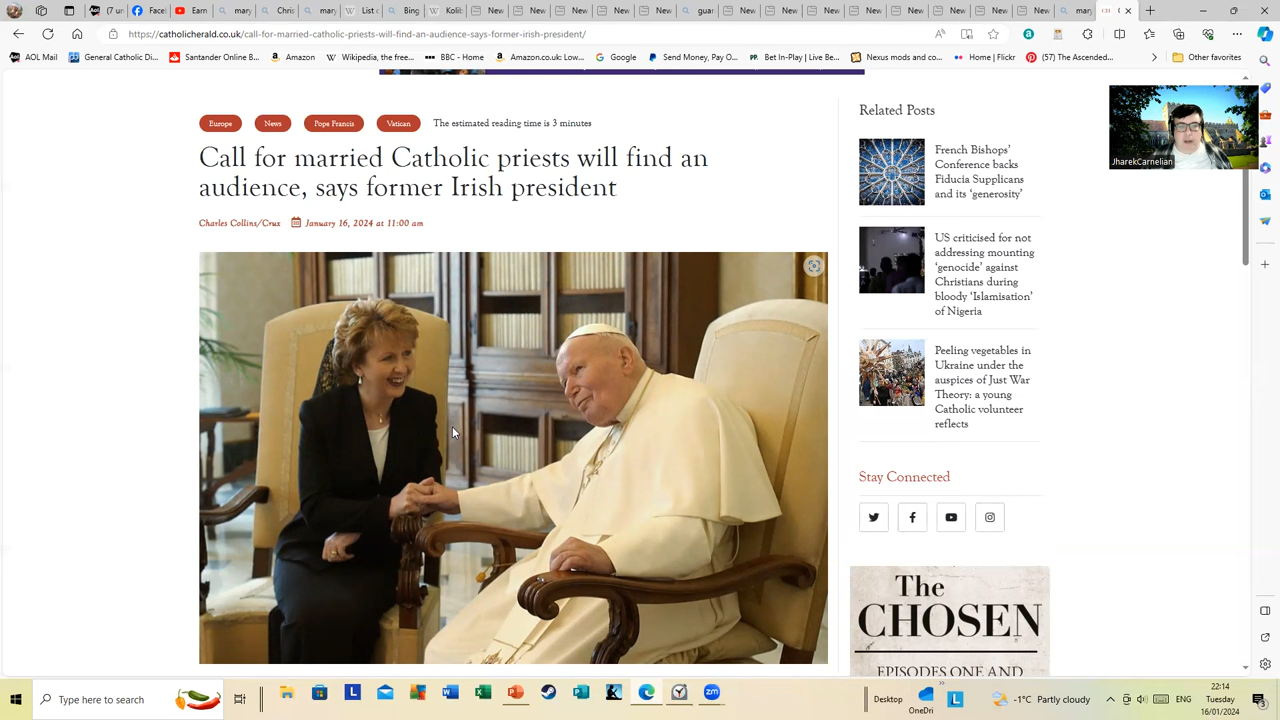 (7 un
Face
Chris
Bing
Kolib
guar
https://catholicherald.co.uk/call-for-married-catholic-priests-will-find-an-audience-says-former-irish-president/
AOL Mail
General Catholic Di...
Santander Online B...
Amazon
Wikipedia, the free...
BBC - Home
Amazon.co.uk: Low...
Google
Send Money, Pay O...
Bet In-Play | Live Be...
Nexus mods and co...
Home | Flickr
(57) The Ascended...
Other favorites
Europe
News
Pope Francis
Vatican
The estimated reading time is 3 minutes
Call for married Catholic priests will find an
audience, says former Irish president
Charles Collins/Crux
January 16, 2024 at 11:00 am
Related Posts
French Bishops'
Conference backs
Fiducia Supplicans
and its 'generosity'
US criticised for not
addressing mounting
'genocide' against
Christians during
bloody 'Islamisation'
of Nigeria
Peeling vegetables in
Ukraine under the
auspices of Just War
Theory: a young
Catholic volunteer
reflects
Stay Connected
The
CHOSEN
EPISODES ONE AND
JharekCarnelian
Type here to search
Desktop
OneDri
-1°C Partly cloudy
ENG
22:14
Tuesday
16/01/2024